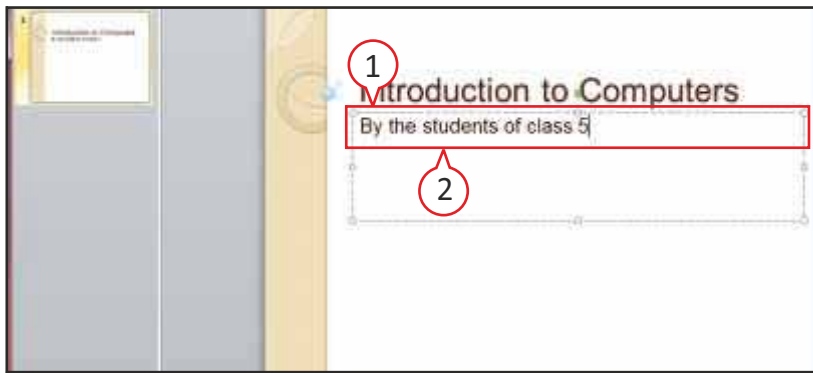 1
Introduction to Computers
By the students of class 5
2